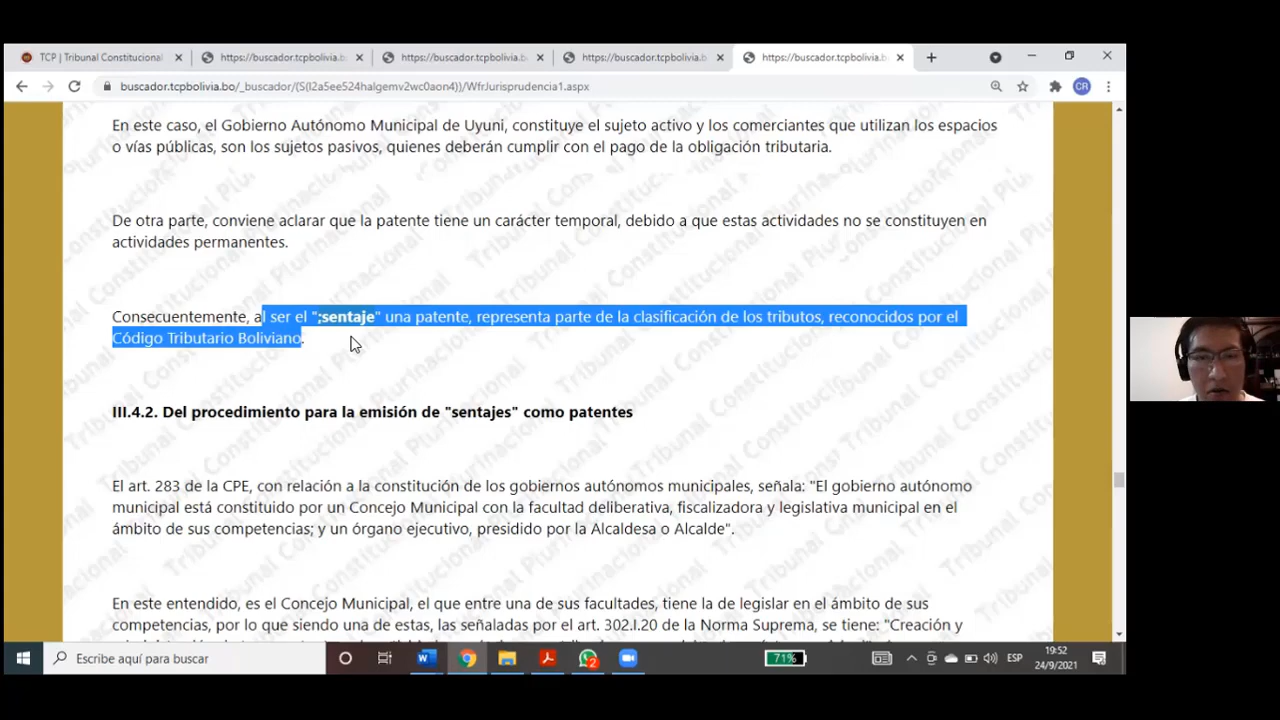 TCP | Tribunal Constitucional
https://buscador.tcpbolivia.b
https://buscador.tcpbolivia.b
https://buscador.tcpbolivia.b
https://buscador.tcpbolivia.b
buscador.tcpbolivia.bo/_buscador/(S(l2a5ee524halgemv2wc0aon4))/WfrJurisprudencia1.aspx
CR
En este caso, el Gobierno Autónomo Municipal de Uyuni, constituye el sujeto activo y los comerciantes que utilizan los espacios
o vías públicas, son los sujetos pasivos, quienes deberán cumplir con el pago de la obligación tributaria.
De otra parte, conviene aclarar que la patente tiene un carácter temporal, debido a que estas actividades no se constituyen en
actividades permanentes.
Consecuentemente, al ser el ";sentaje" una patente, representa parte de la clasificación de los tributos, reconocidos por el
Código Tributario Boliviano.
III.4.2. Del procedimiento para la emisión de "sentajes" como patentes
El art. 283 de la CPE, con relación a la constitución de los gobiernos autónomos municipales, señala: "El gobierno autónomo
municipal está constituido por un Concejo Municipal con la facultad deliberativa, fiscalizadora y legislativa municipal en el
ámbito de sus competencias; y un órgano ejecutivo, presidido por la Alcaldesa o Alcalde".
En este entendido, es el Concejo Municipal, el que entre una de sus facultades, tiene la de legislar en el ámbito de sus
competencias, por lo que siendo una de estas, las señaladas por el art. 302.I.20 de la Norma Suprema, se tiene: "Creación y
Escribe aquí para buscar
2
71%
ESP
19:52
24/9/2021